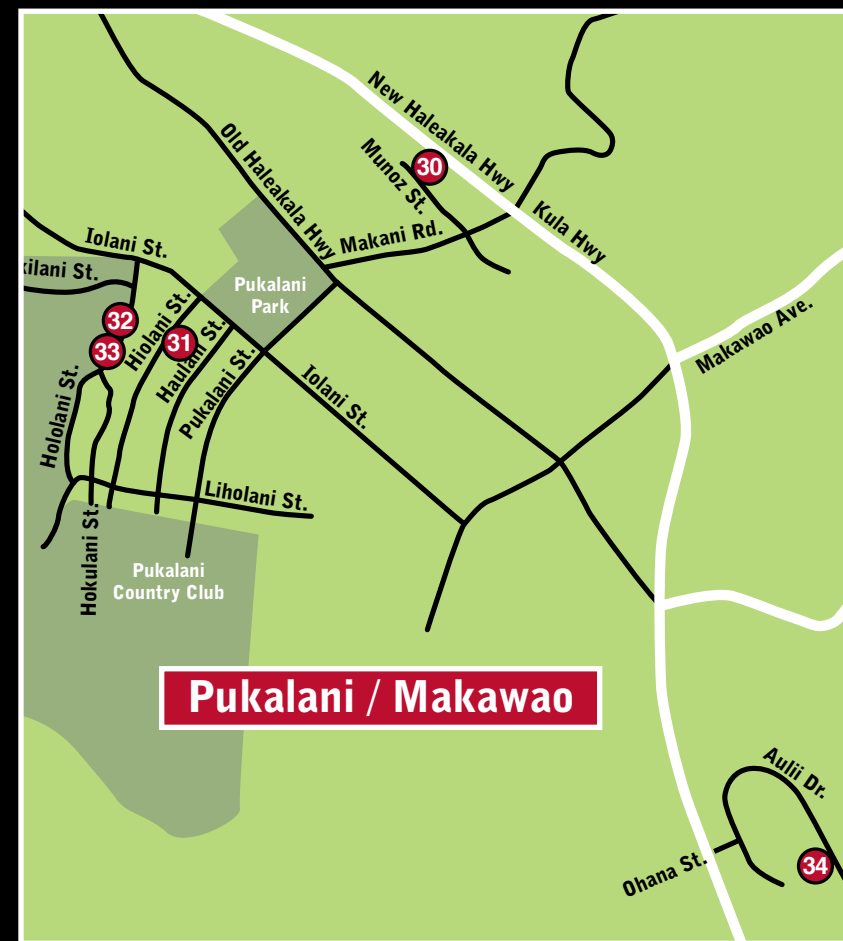 New Haleakala Hwy
Old Haleakala Hwy
Munoz St.
30
Kula Hwy
Iolani St.
Makani Rd.
kilani St.
Pukalani
Park
Makawao Ave.
32
33
31
Hiolani St.
Haulani St.
Pukalani St.
Iolani St.
Hololani St.
Liholani St.
Hokulani St.
Pukalani
Country Club
Pukalani / Makawao
Aulii Dr.
Ohana St.
34